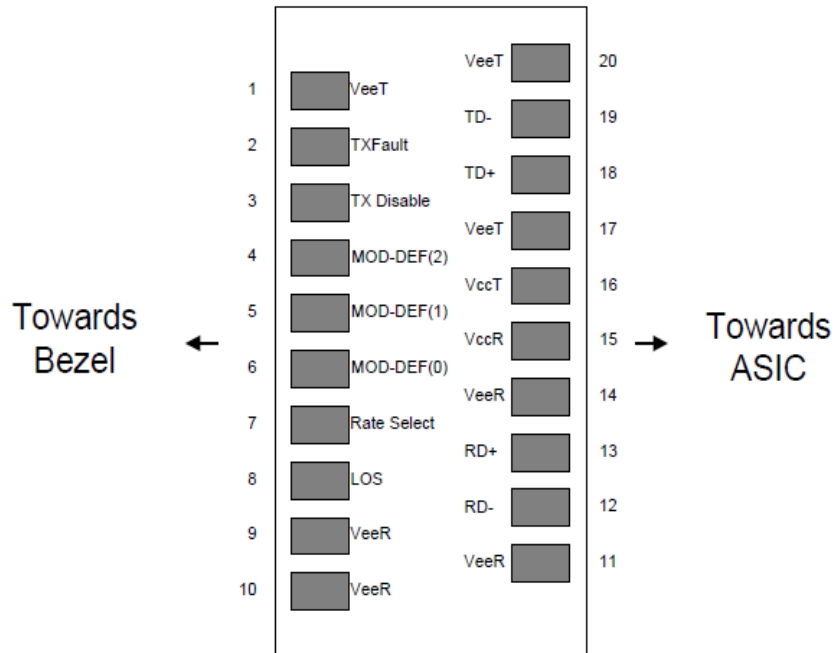 VeeT 20
1 VeeT
TD- 19
2 TXFault
TD+ 18
3 TX Disable
VeeT 17
4 MOD-DEF(2)
VccT 16
5 MOD-DEF(1)
Towards
Bezel
VccR 15
Towards
ASIC
6 MOD-DEF(0)
VeeR 14
7 Rate Select
RD+ 13
8 LOS
RD- 12
9 VeeR
VeeR 11
10 VeeR